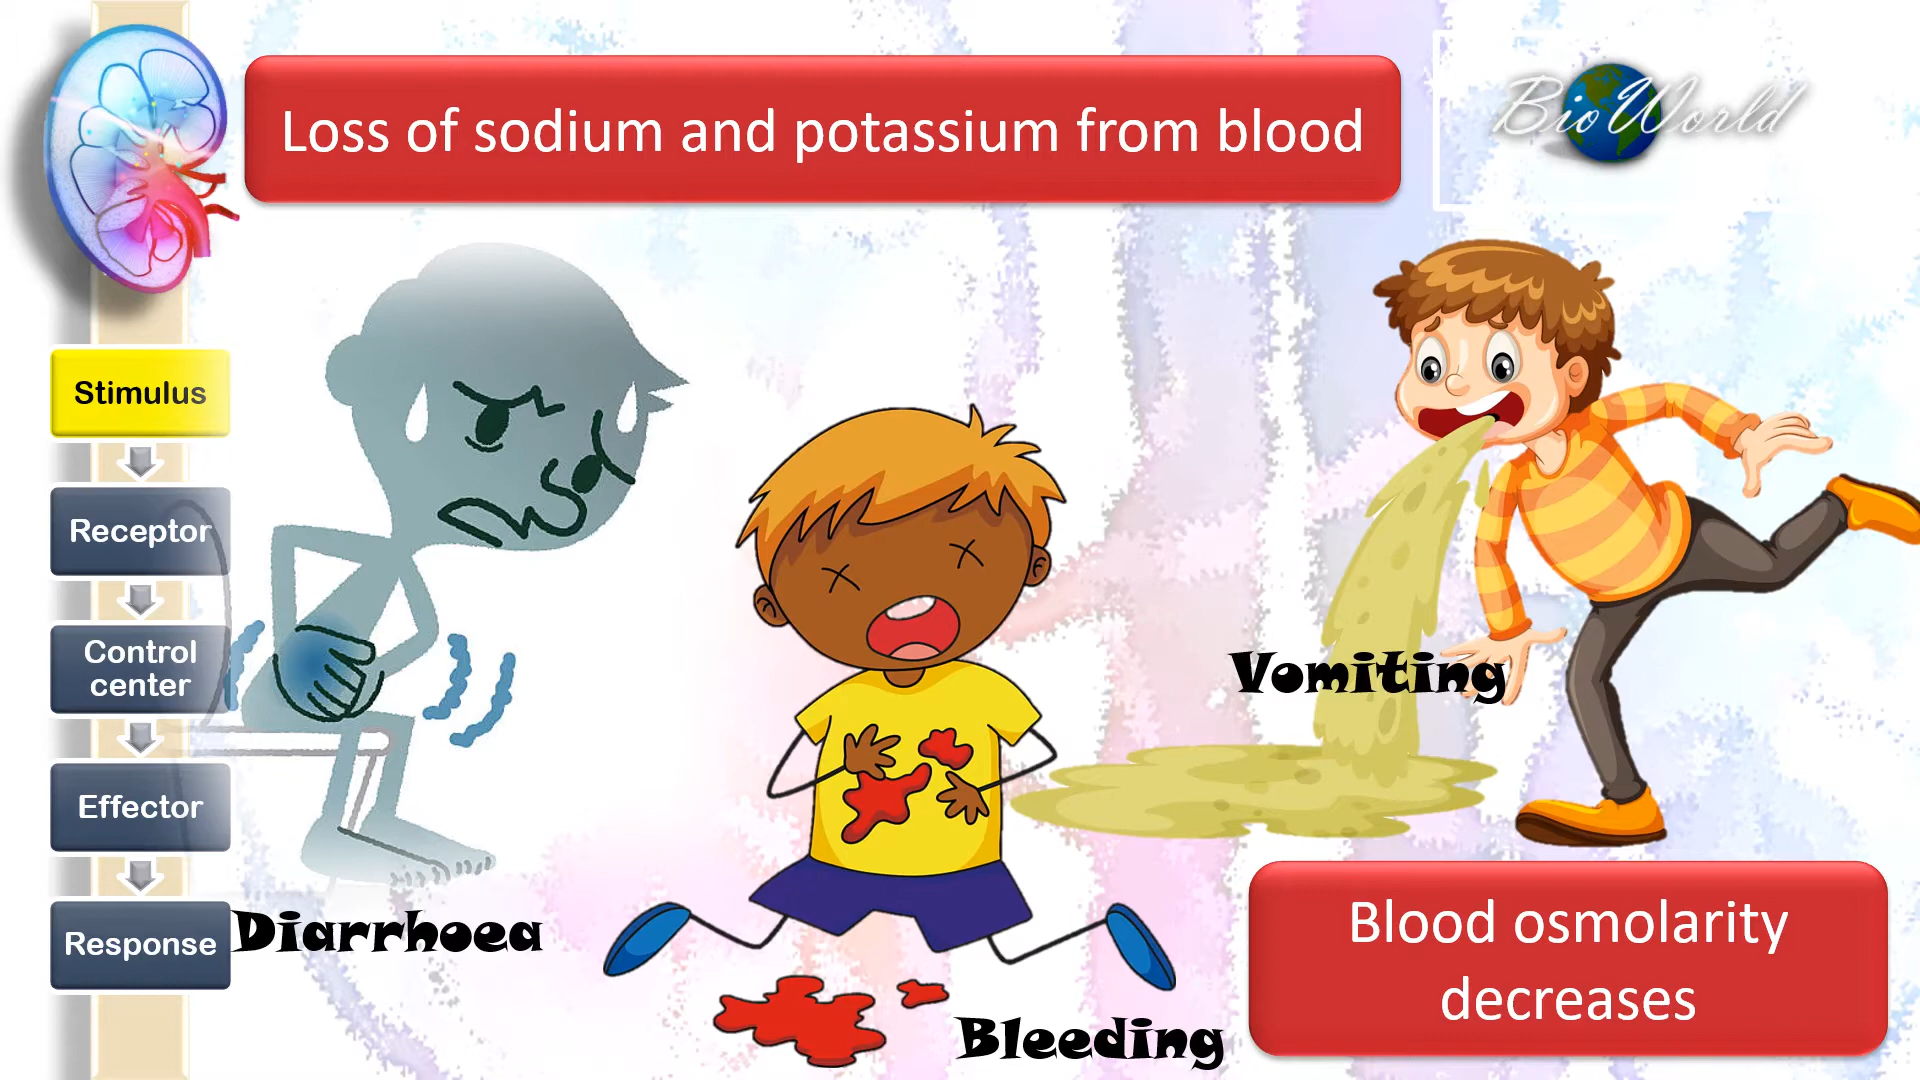 Loss of sodium and potassium from blood
BioWorld
Stimulus
Receptor
Control
center
Effector
Response
Diarrhoea
Bleeding
Vomiting
Blood osmolarity
decreases